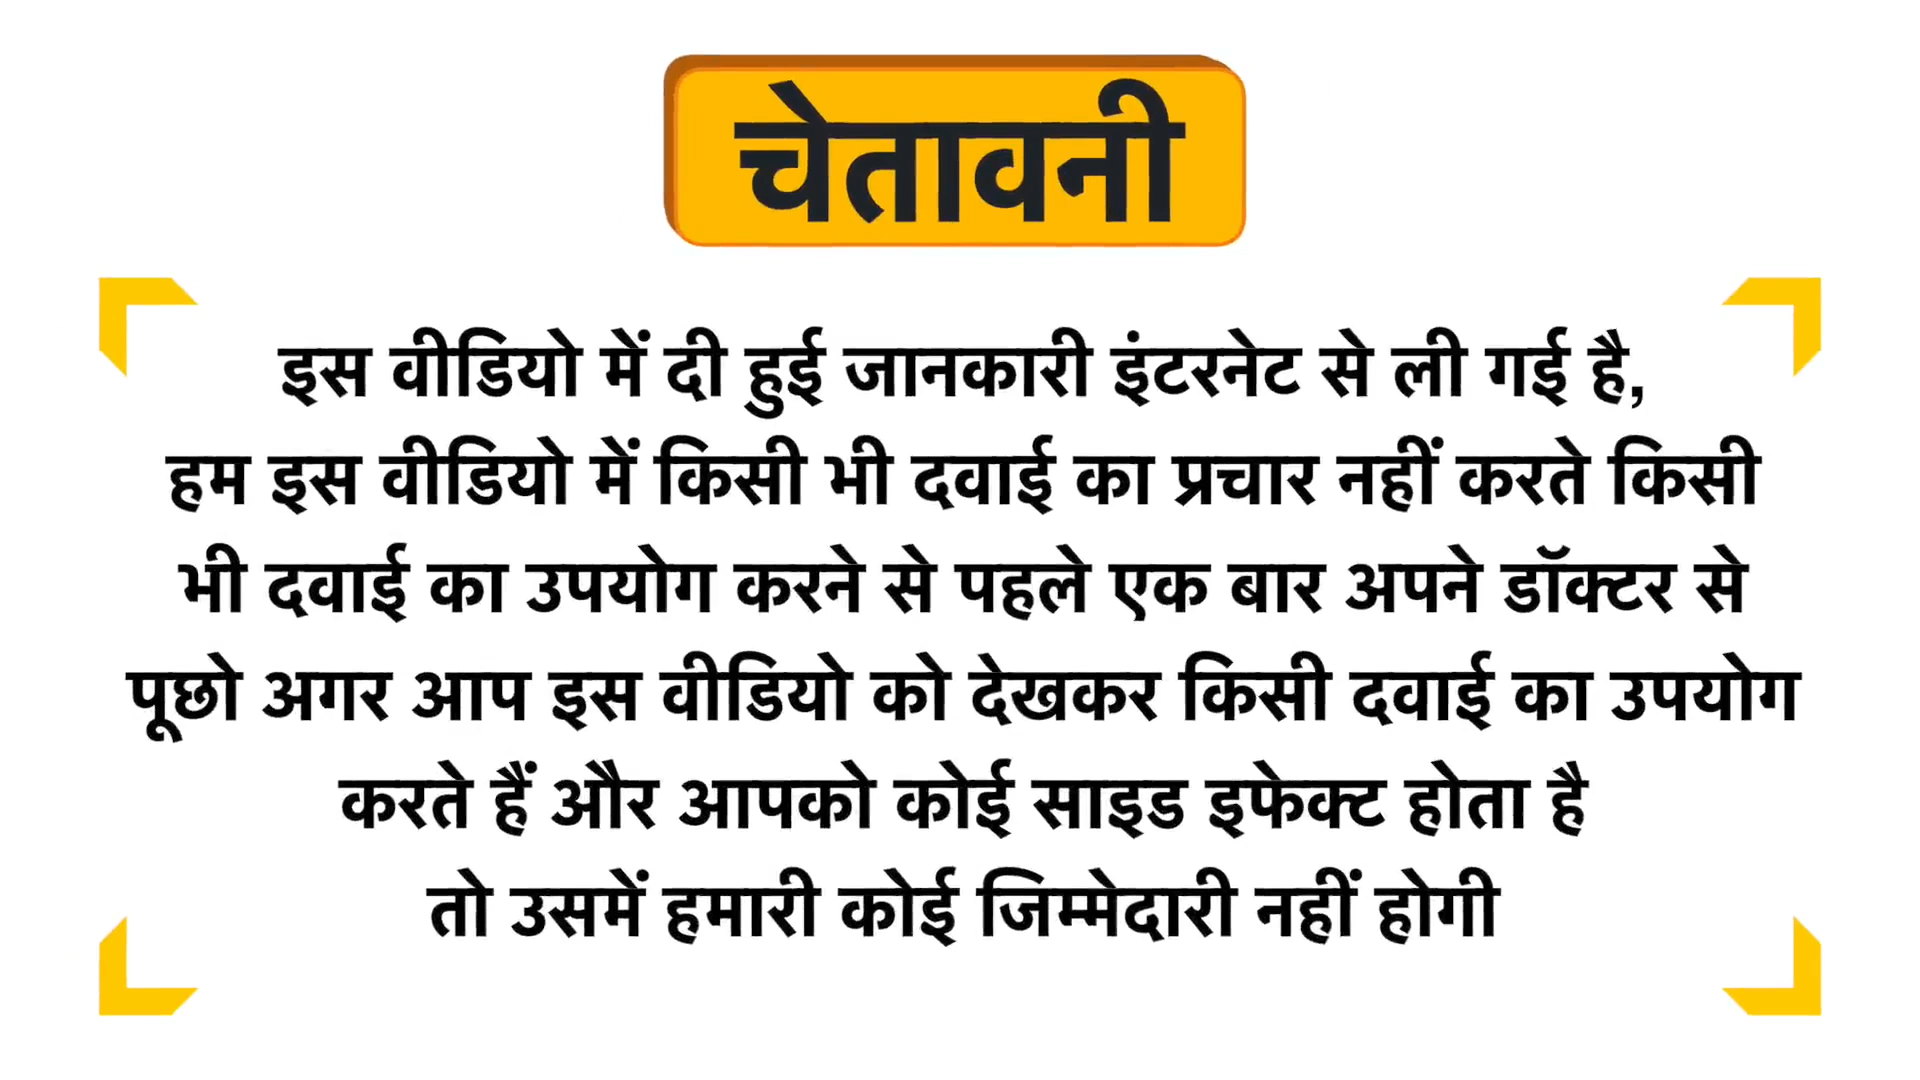 चेतावनी
इस वीडियो में दी हुई जानकारी इंटरनेट से ली गई है,
हम इस वीडियो में किसी भी दवाई का प्रचार नहीं करते किसी
भी दवाई का उपयोग करने से पहले एक बार अपने डॉक्टर से
पूछो अगर आप इस वीडियो को देखकर किसी दवाई का उपयोग
करते हैं और आपको कोई साइड इफेक्ट होता है
तो उसमें हमारी कोई जिम्मेदारी नहीं होगी